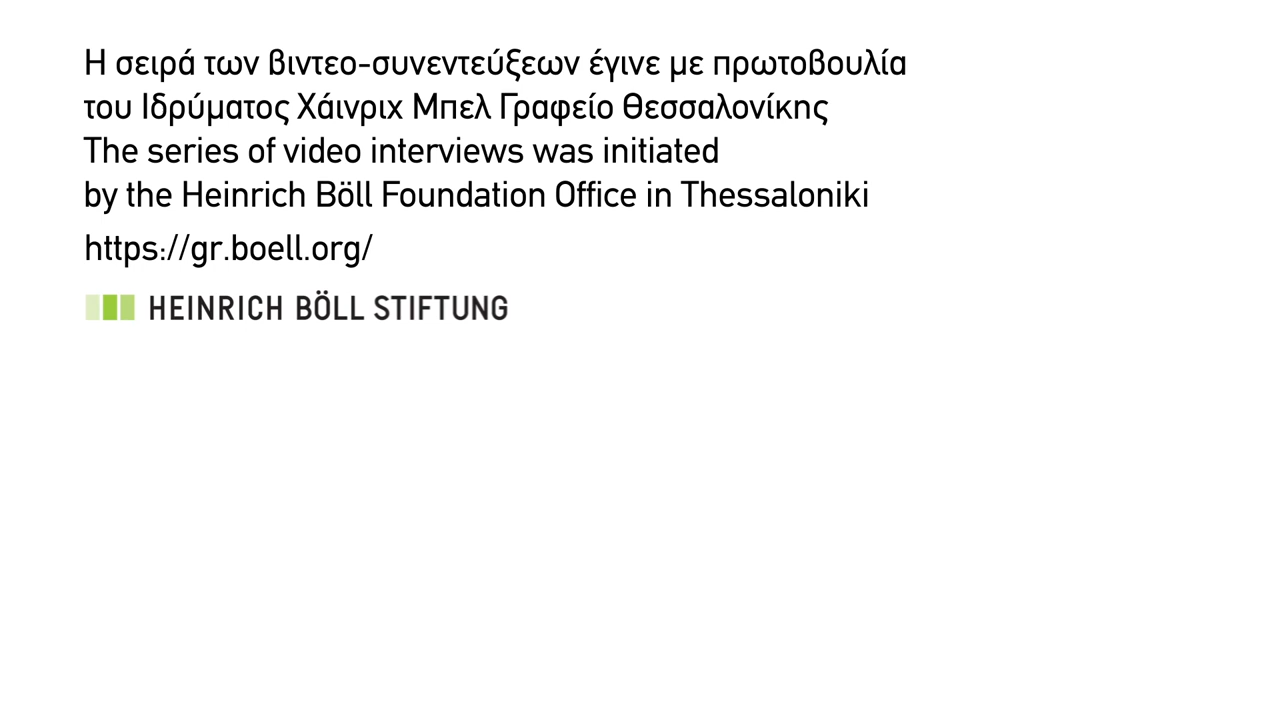 Η σειρά των βιντεο-συνεντεύξεων έγινε με πρωτοβουλία
του Ιδρύματος Χάινριχ Μπελ Γραφείο Θεσσαλονίκης
The series of video interviews was initiated
by the Heinrich Böll Foundation Office in Thessaloniki
https://gr.boell.org/
HEINRICH BÖLL STIFTUNG